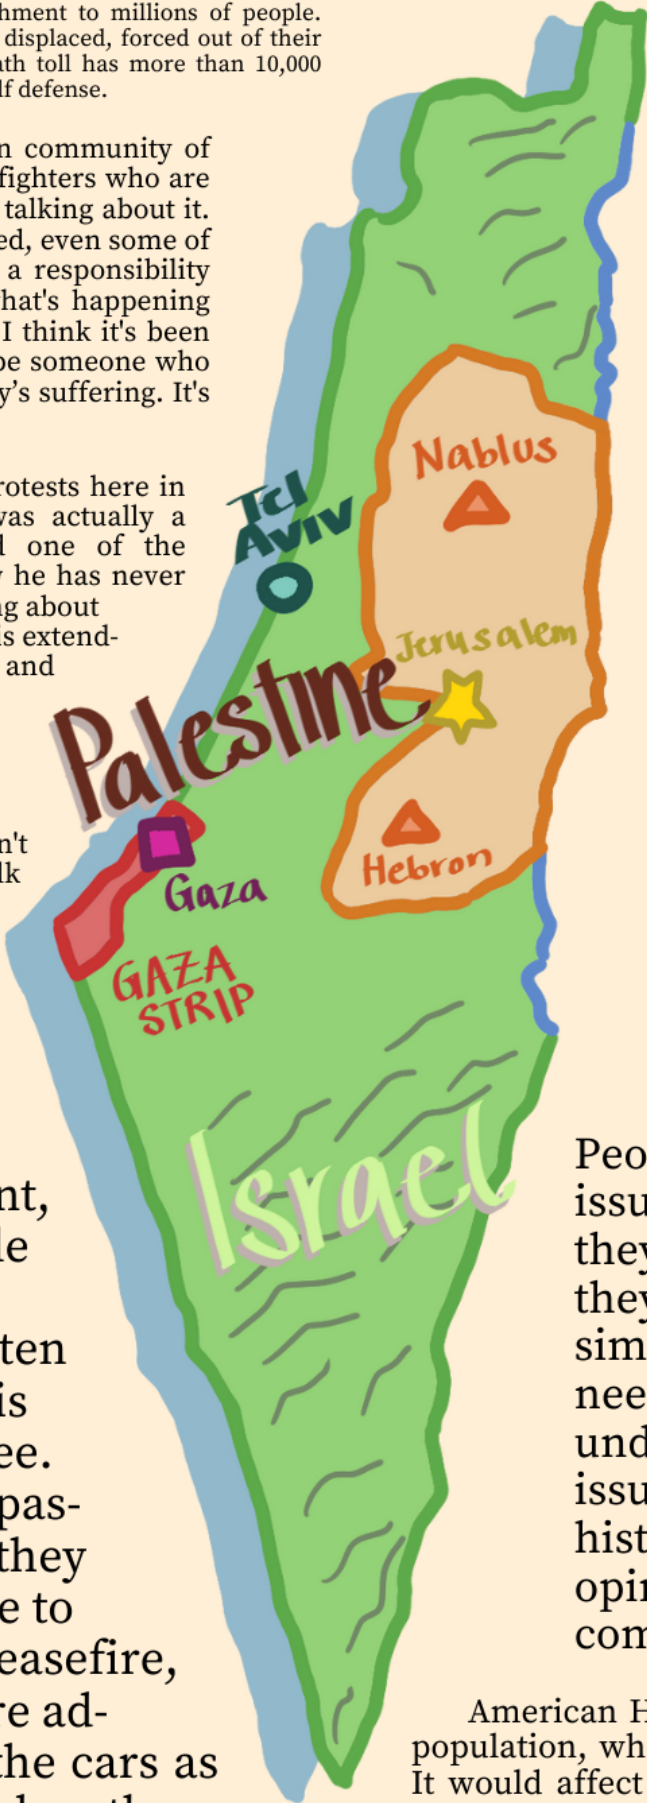 hment to millions of people.
displaced, forced out of their
ath toll has more than 10,000
lf defense.
n community of
fighters who are
talking about it.
ed, even some of
a responsibility
hat's happening
I think it's been
be someone who
y's suffering. It's
rotests here in
was actually a
d one of the
y he has never
ng about
is extend-
and
n't
lk
Nablus
Tel
Aviv
Jerusalem
Palestine
Hebron
Gaza
GAZA
STRIP
Israel
nt,
le
ten
is
ee.
pas-
they
e to
easefire,
re ad-
the cars as
Peo
issu
they
they
sim
nee
und
issu
hist
opin
com
American H
population, wh
It would affect